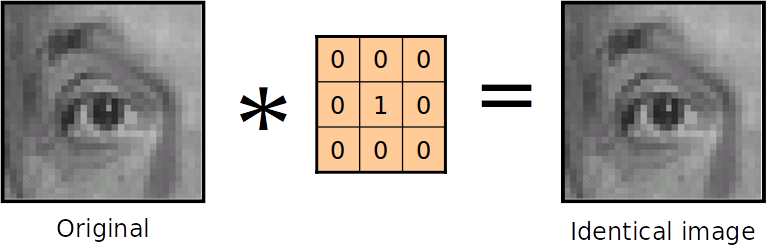 *
0 0 0
0 1 0
0 0 0
=
Original
Identical image